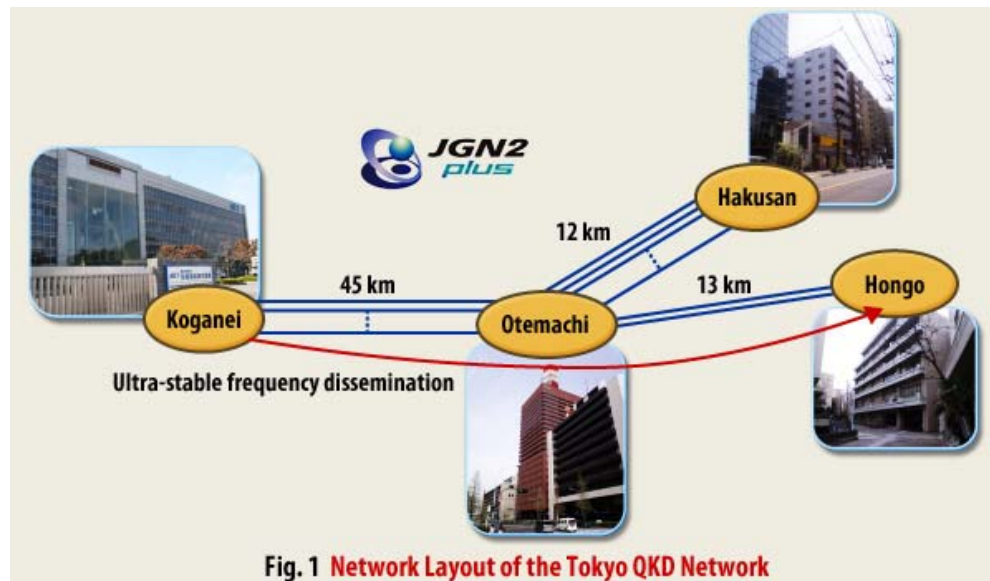 JGN2
plus
Hakusan
12 km
45 km
13 km
Hongo
Koganei
Otemachi
Ultra-stable frequency dissemination
Fig. 1 Network Layout of the Tokyo QKD Network